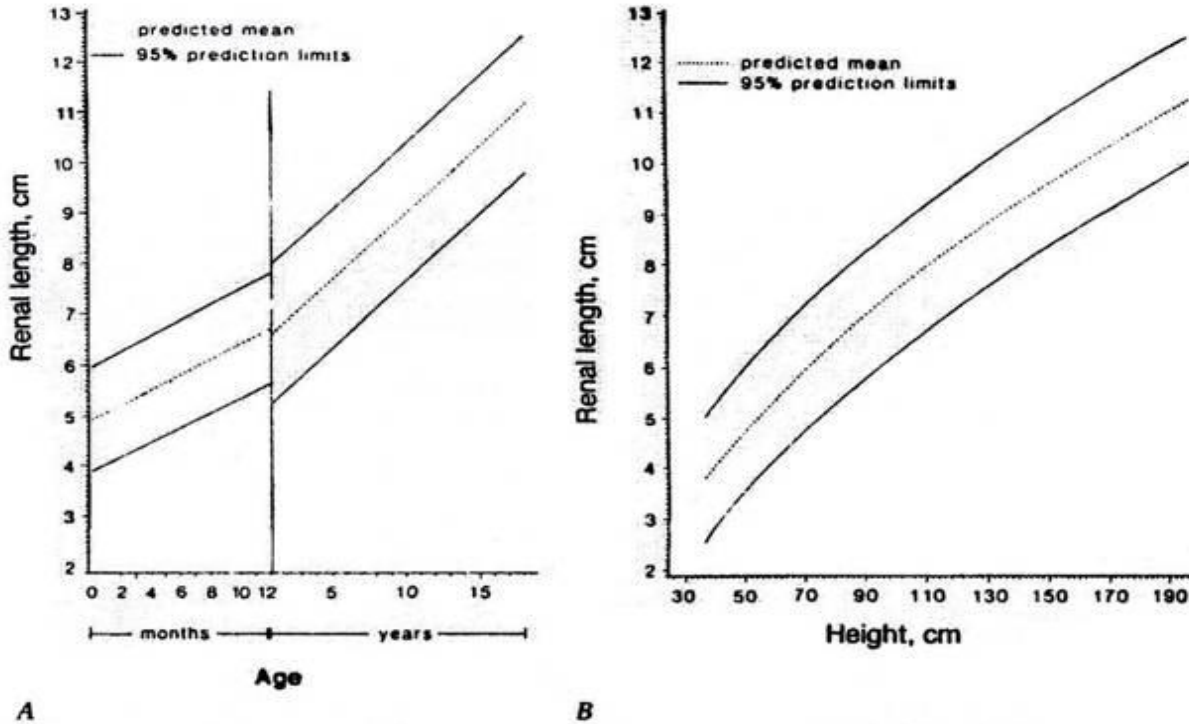 13
12
11
10
9
8
7
6
5
4
3
2
Renal length, cm
predicted mean
95% prediction limits
0 2 4 6 8 10 12 5 10 15
months years
Age
A
13
12
11
10
9
8
7
6
5
4
3
2
Renal length, cm
predicted mean
95% prediction limits
30 50 70 90 110 130 150 170 190
Height, cm
B